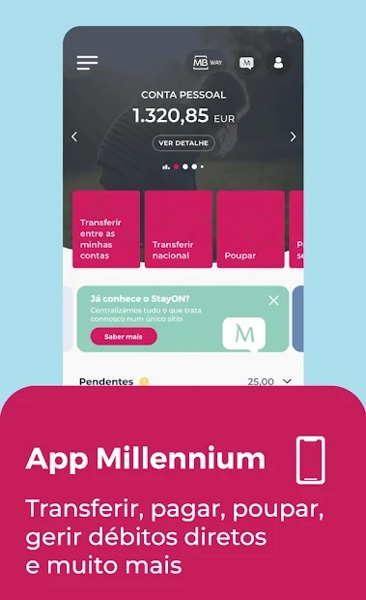 MB WAY
M
CONTA PESSOAL
1.320,85 EUR
VER DETALHE
Transferir
entre as
minhas
contas
Transferir
nacional
Poupar
P
se
Já conhece o StayON?
Centralizámos tudo o que trata
connosco num único sítio
Saber mais
M
Pendentes
25,00
App Millennium
Transferir, pagar, poupar,
gerir débitos diretos
e muito mais